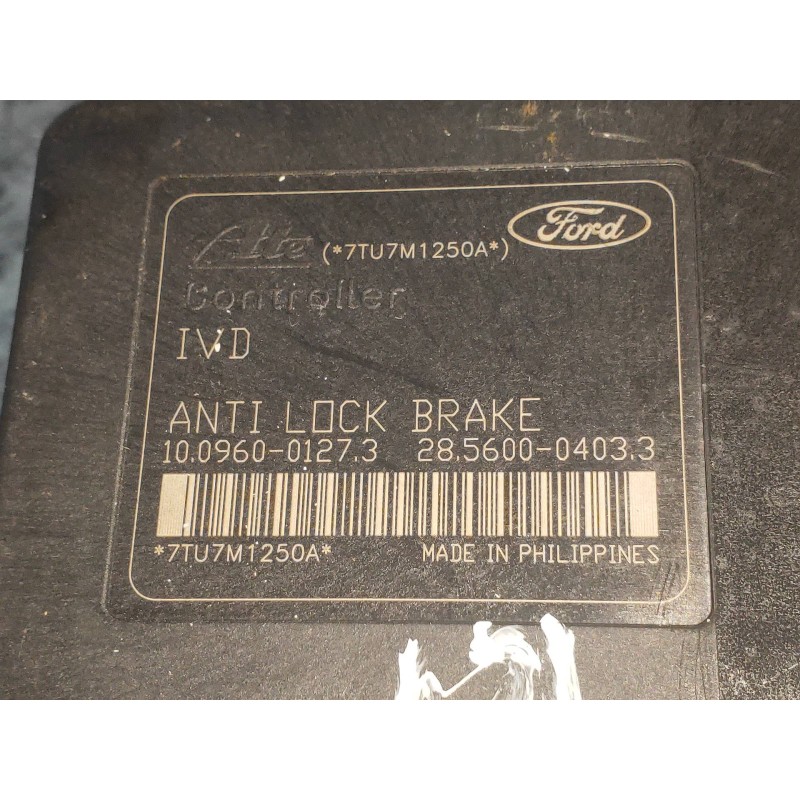 Ate (*7TU7M1250A*) Ford
Controller
IVD
ANTI LOCK BRAKE
10.0960-0127.3 28.5600-0403.3
*7TU7M1250A* MADE IN PHILIPPINES